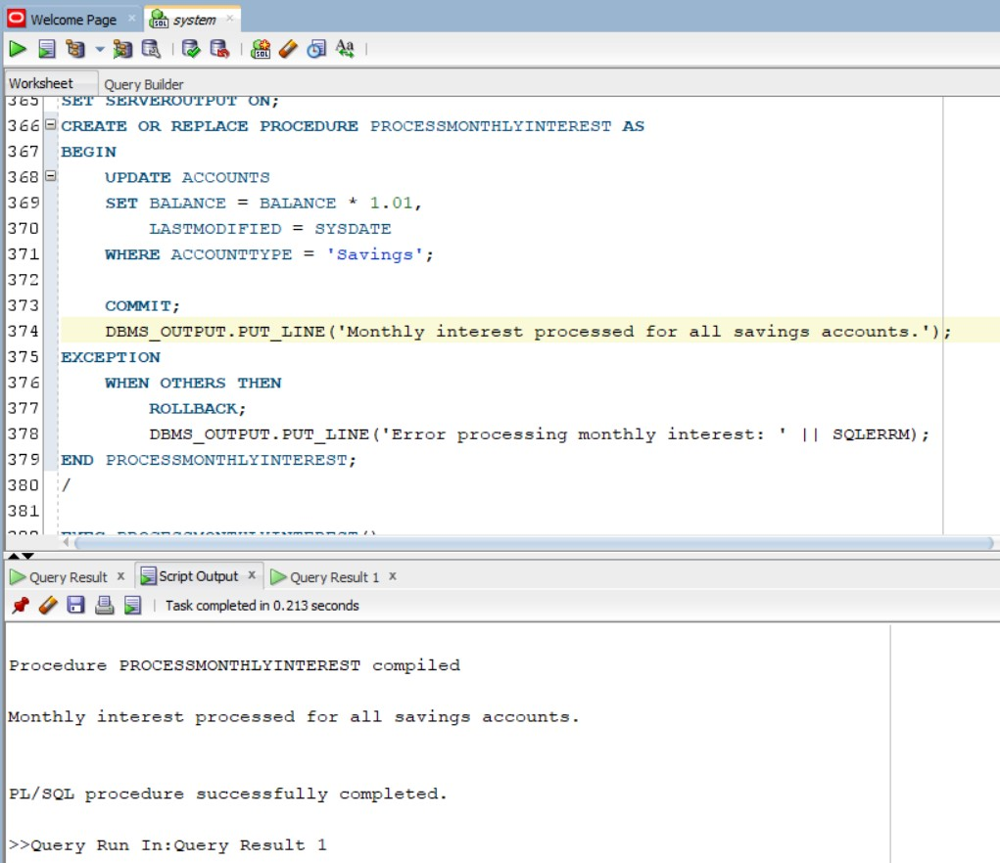 Welcome Page
system
Worksheet
Query Builder
365 SET SERVEROUTPUT ON;
366 CREATE OR REPLACE PROCEDURE PROCESSMONTHLYINTEREST AS
367 BEGIN
368 UPDATE ACCOUNTS
369 SET BALANCE = BALANCE * 1.01,
370 LASTMODIFIED = SYSDATE
371 WHERE ACCOUNTTYPE = 'Savings';
372
373 COMMIT;
374 DBMS_OUTPUT.PUT_LINE('Monthly interest processed for all savings accounts.');
375 EXCEPTION
376 WHEN OTHERS THEN
377 ROLLBACK;
378 DBMS_OUTPUT.PUT_LINE('Error processing monthly interest: ' || SQLERRM);
379 END PROCESSMONTHLYINTEREST;
380 /
381
Query Result
Script Output
Query Result 1
Task completed in 0.213 seconds
Procedure PROCESSMONTHLYINTEREST compiled
Monthly interest processed for all savings accounts.
PL/SQL procedure successfully completed.
>>Query Run In:Query Result 1